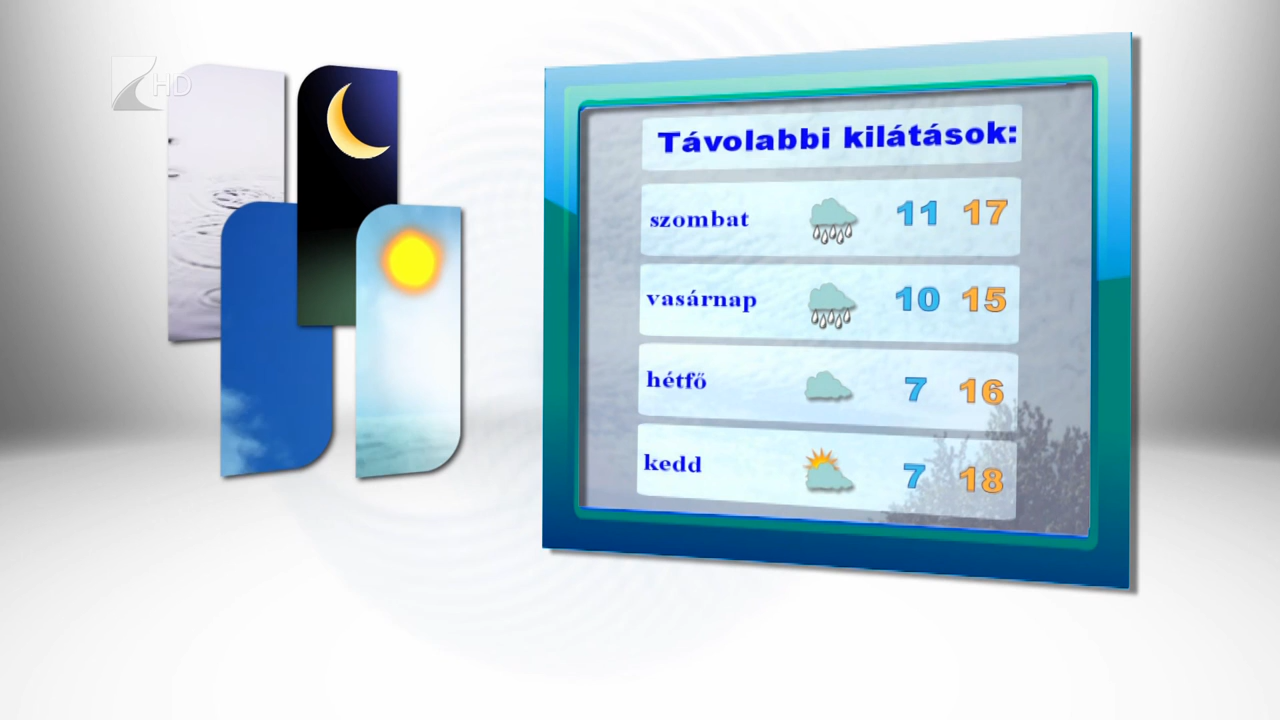 HD
Távolabbi kilátások:
szombat 11 17
vasárnap 10 15
hétfő 7 16
kedd 7 18